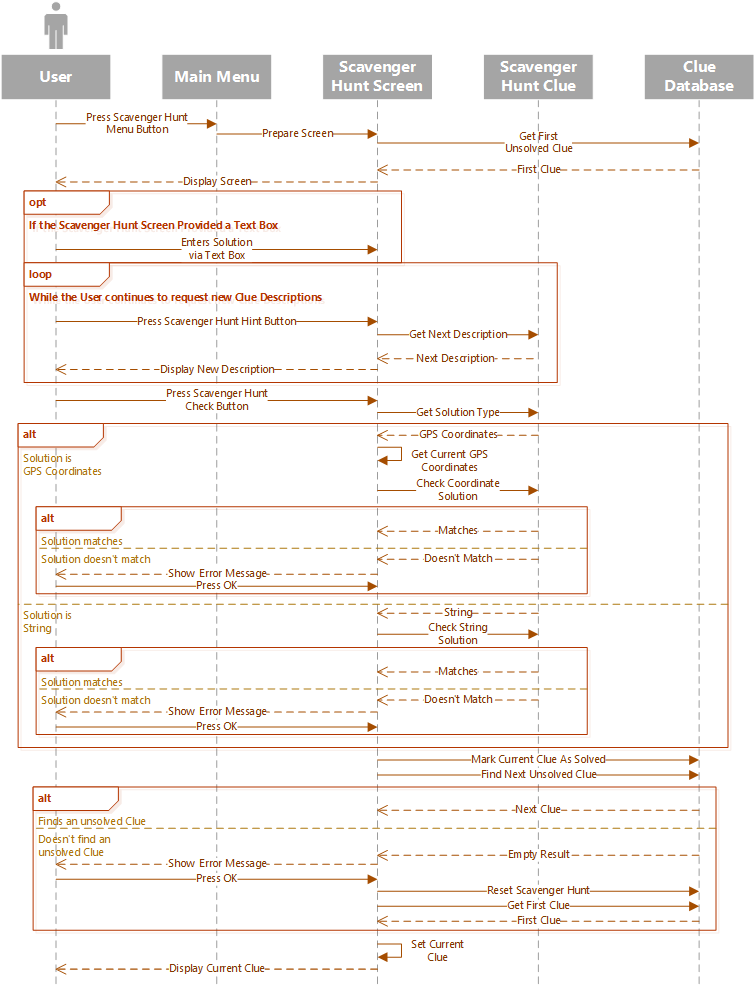 User
Main Menu
Scavenger
Hunt Screen
Scavenger
Hunt Clue
Clue
Database
Press Scavenger Hunt
Menu Button
Prepare Screen
Get First
Unsolved Clue
First Clue
Display Screen
opt
If the Scavenger Hunt Screen Provided a Text Box
Enters Solution
via Text Box
loop
While the User continues to request new Clue Descriptions
Press Scavenger Hunt Hint Button
Get Next Description
Next Description
Display New Description
Press Scavenger Hunt
Check Button
Get Solution Type
alt
GPS Coordinates
Solution is
GPS Coordinates
Get Current GPS
Coordinates
Check Coordinate
Solution
alt
Matches
Solution matches
Solution doesn't match
Doesn't Match
Show Error Message
Press OK
String
Solution is
String
Check String
Solution
alt
Matches
Solution matches
Solution doesn't match
Doesn't Match
Show Error Message
Press OK
Mark Current Clue As Solved
Find Next Unsolved Clue
alt
Next Clue
Finds an unsolved Clue
Doesn't find an
unsolved Clue
Empty Result
Show Error Message
Press OK
Reset Scavenger Hunt
Get First Clue
First Clue
Set Current
Clue
Display Current Clue